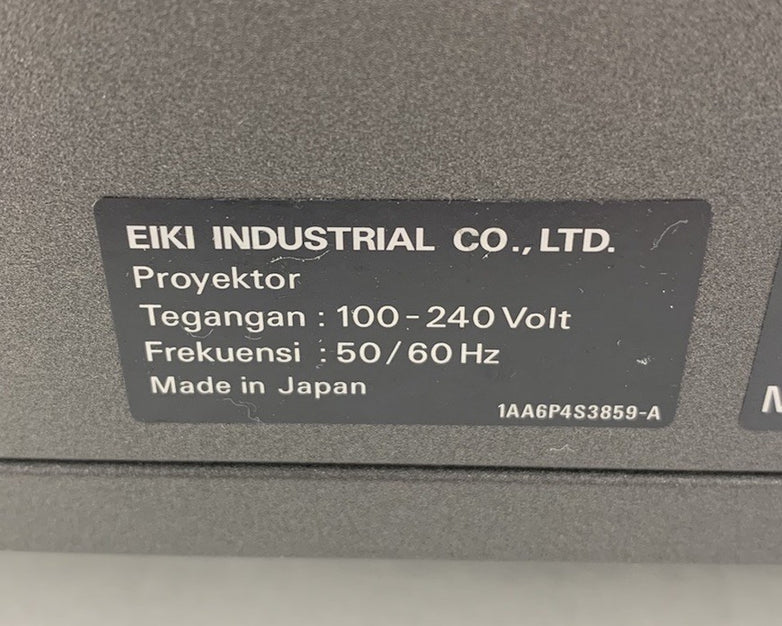 EIKI INDUSTRIAL CO., LTD.
Proyektor
Tegangan : 100 - 240 Volt
Frekuensi : 50 / 60 Hz
Made in Japan
1AA6P4S3859-A